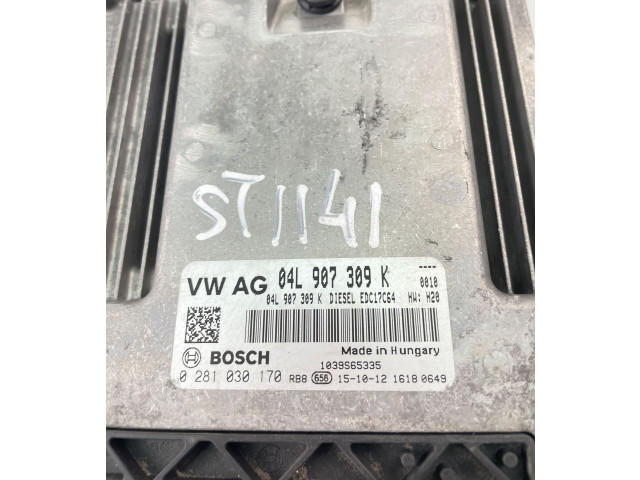 ST1141
VW AG 04L 907 309 K ----
04L 907 309 K DIESEL EDC17C64 0010
HW: H20
BOSCH Made in Hungary
1039S65335
0 281 030 170 RB8 656 15-10-12 1618 0649